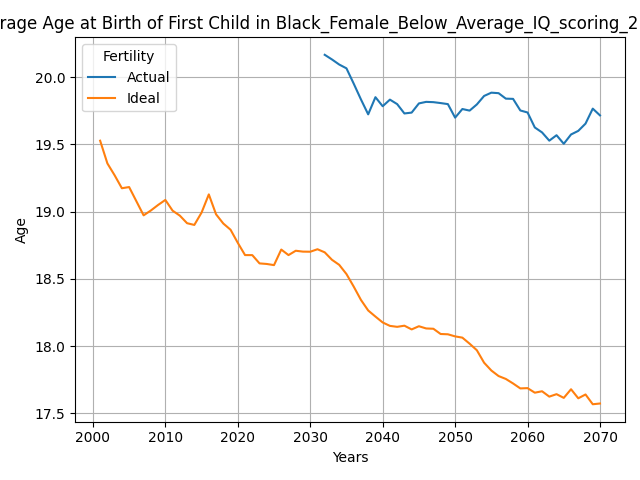 rage Age at Birth of First Child in Black_Female_Below_Average_IQ_scoring_2
Fertility
Actual
Ideal
20.0
19.5
19.0
18.5
18.0
17.5
Age
2000 2010 2020 2030 2040 2050 2060 2070
Years